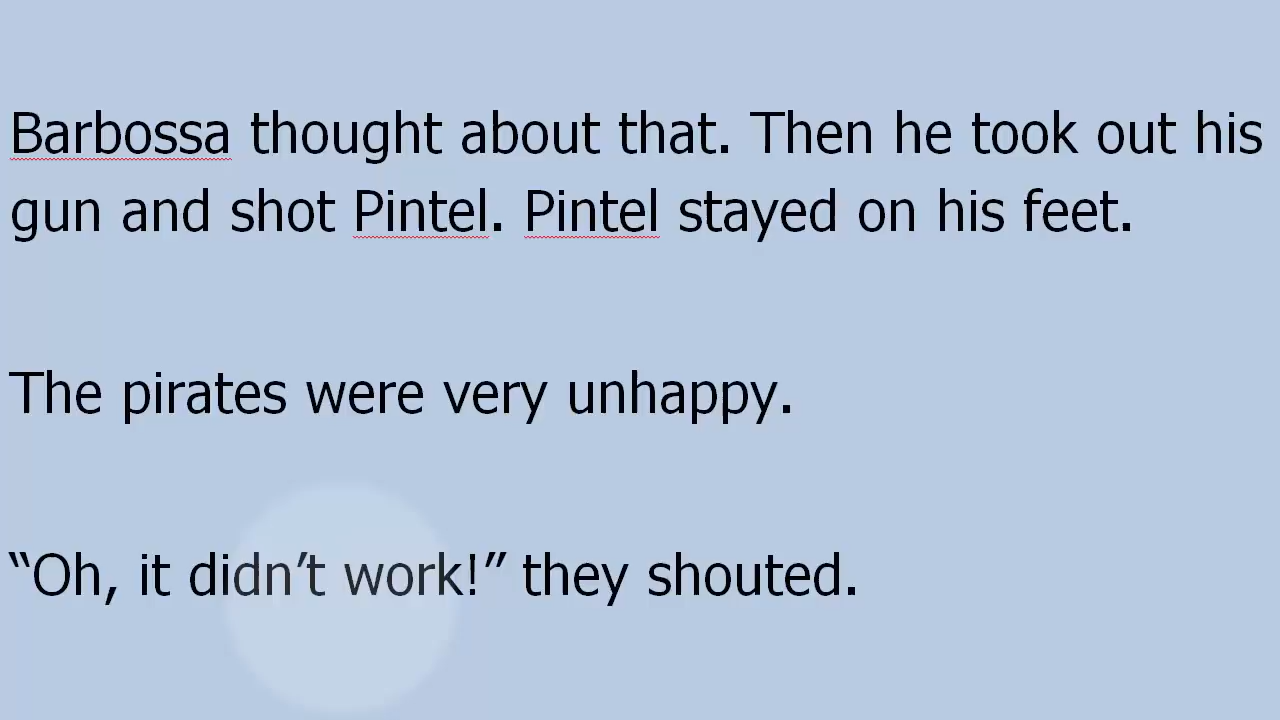 Barbossa thought about that. Then he took out his
gun and shot Pintel. Pintel stayed on his feet.
The pirates were very unhappy.
“Oh, it didn’t work!” they shouted.